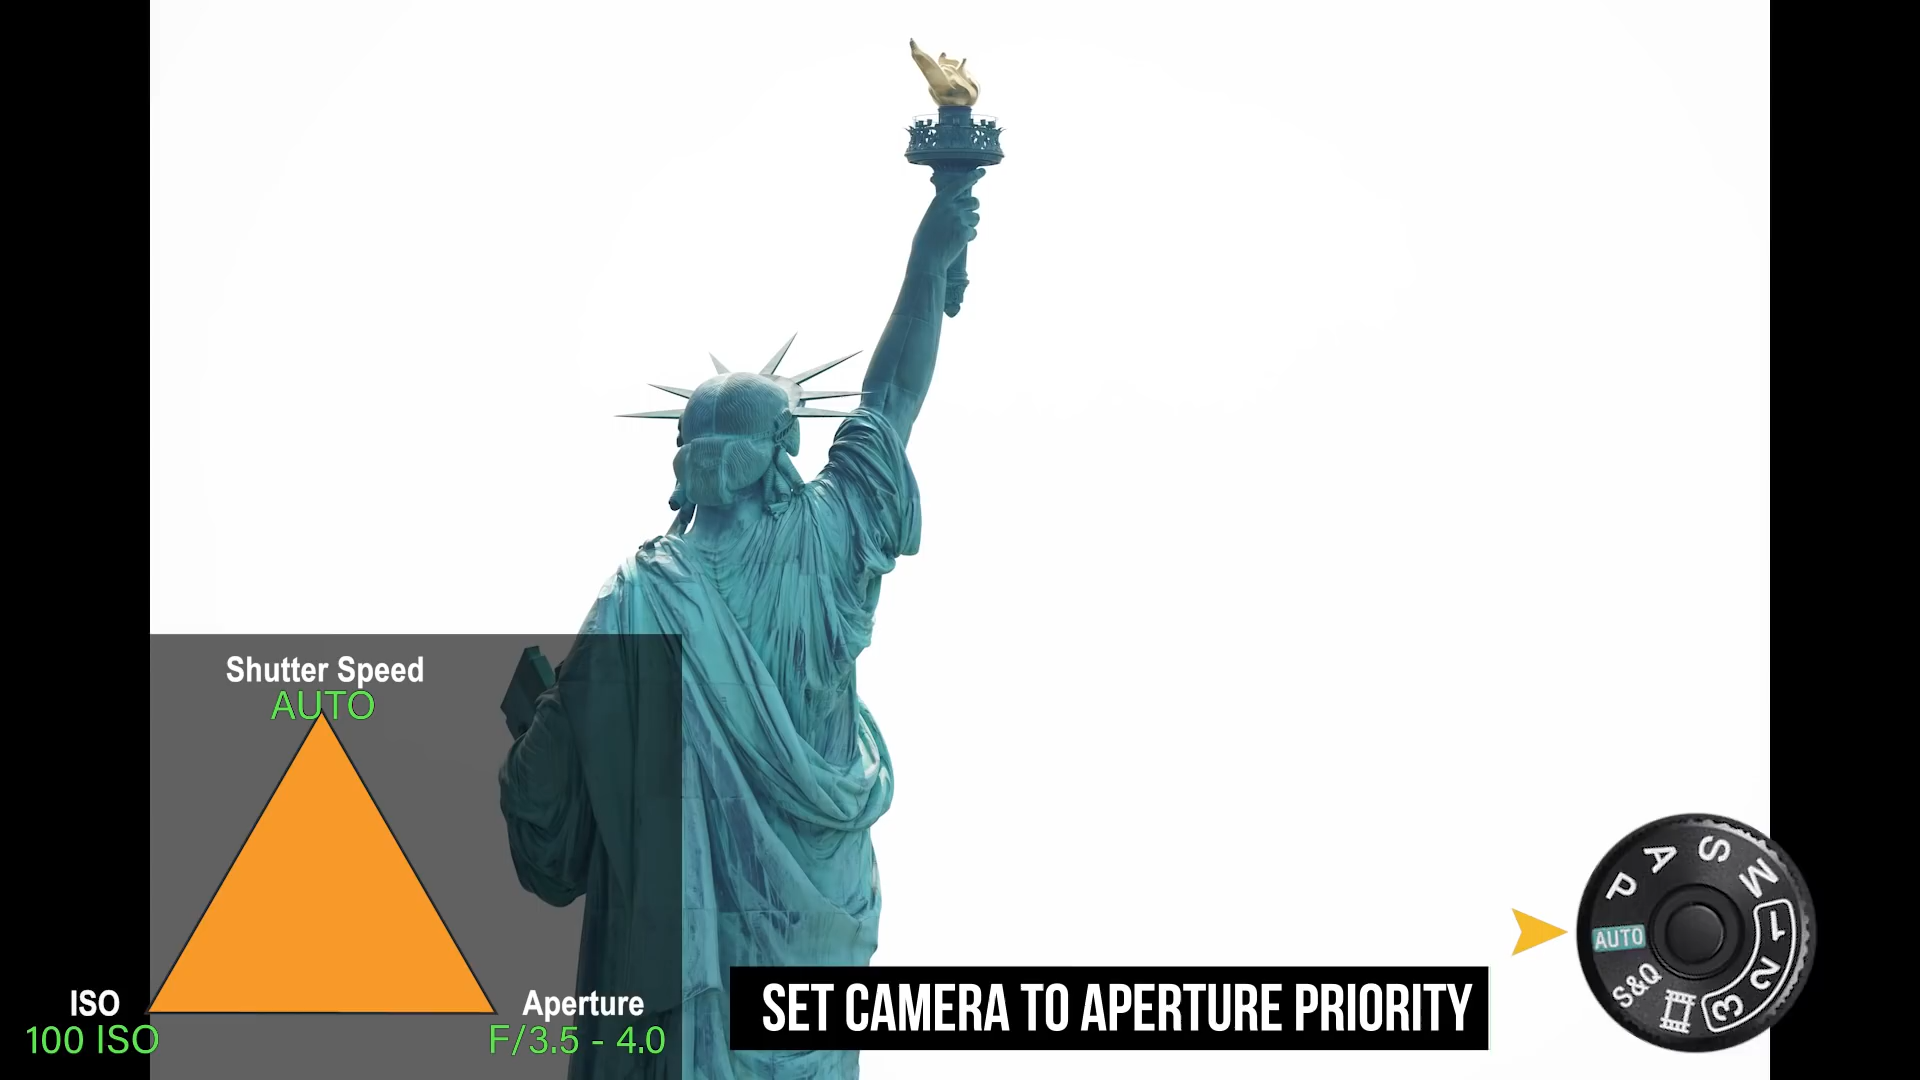 Shutter Speed
AUTO
ISO
100 ISO
Aperture
F/3.5 - 4.0
SET CAMERA TO APERTURE PRIORITY
P A S M 1 2 3
AUTO
S&Q